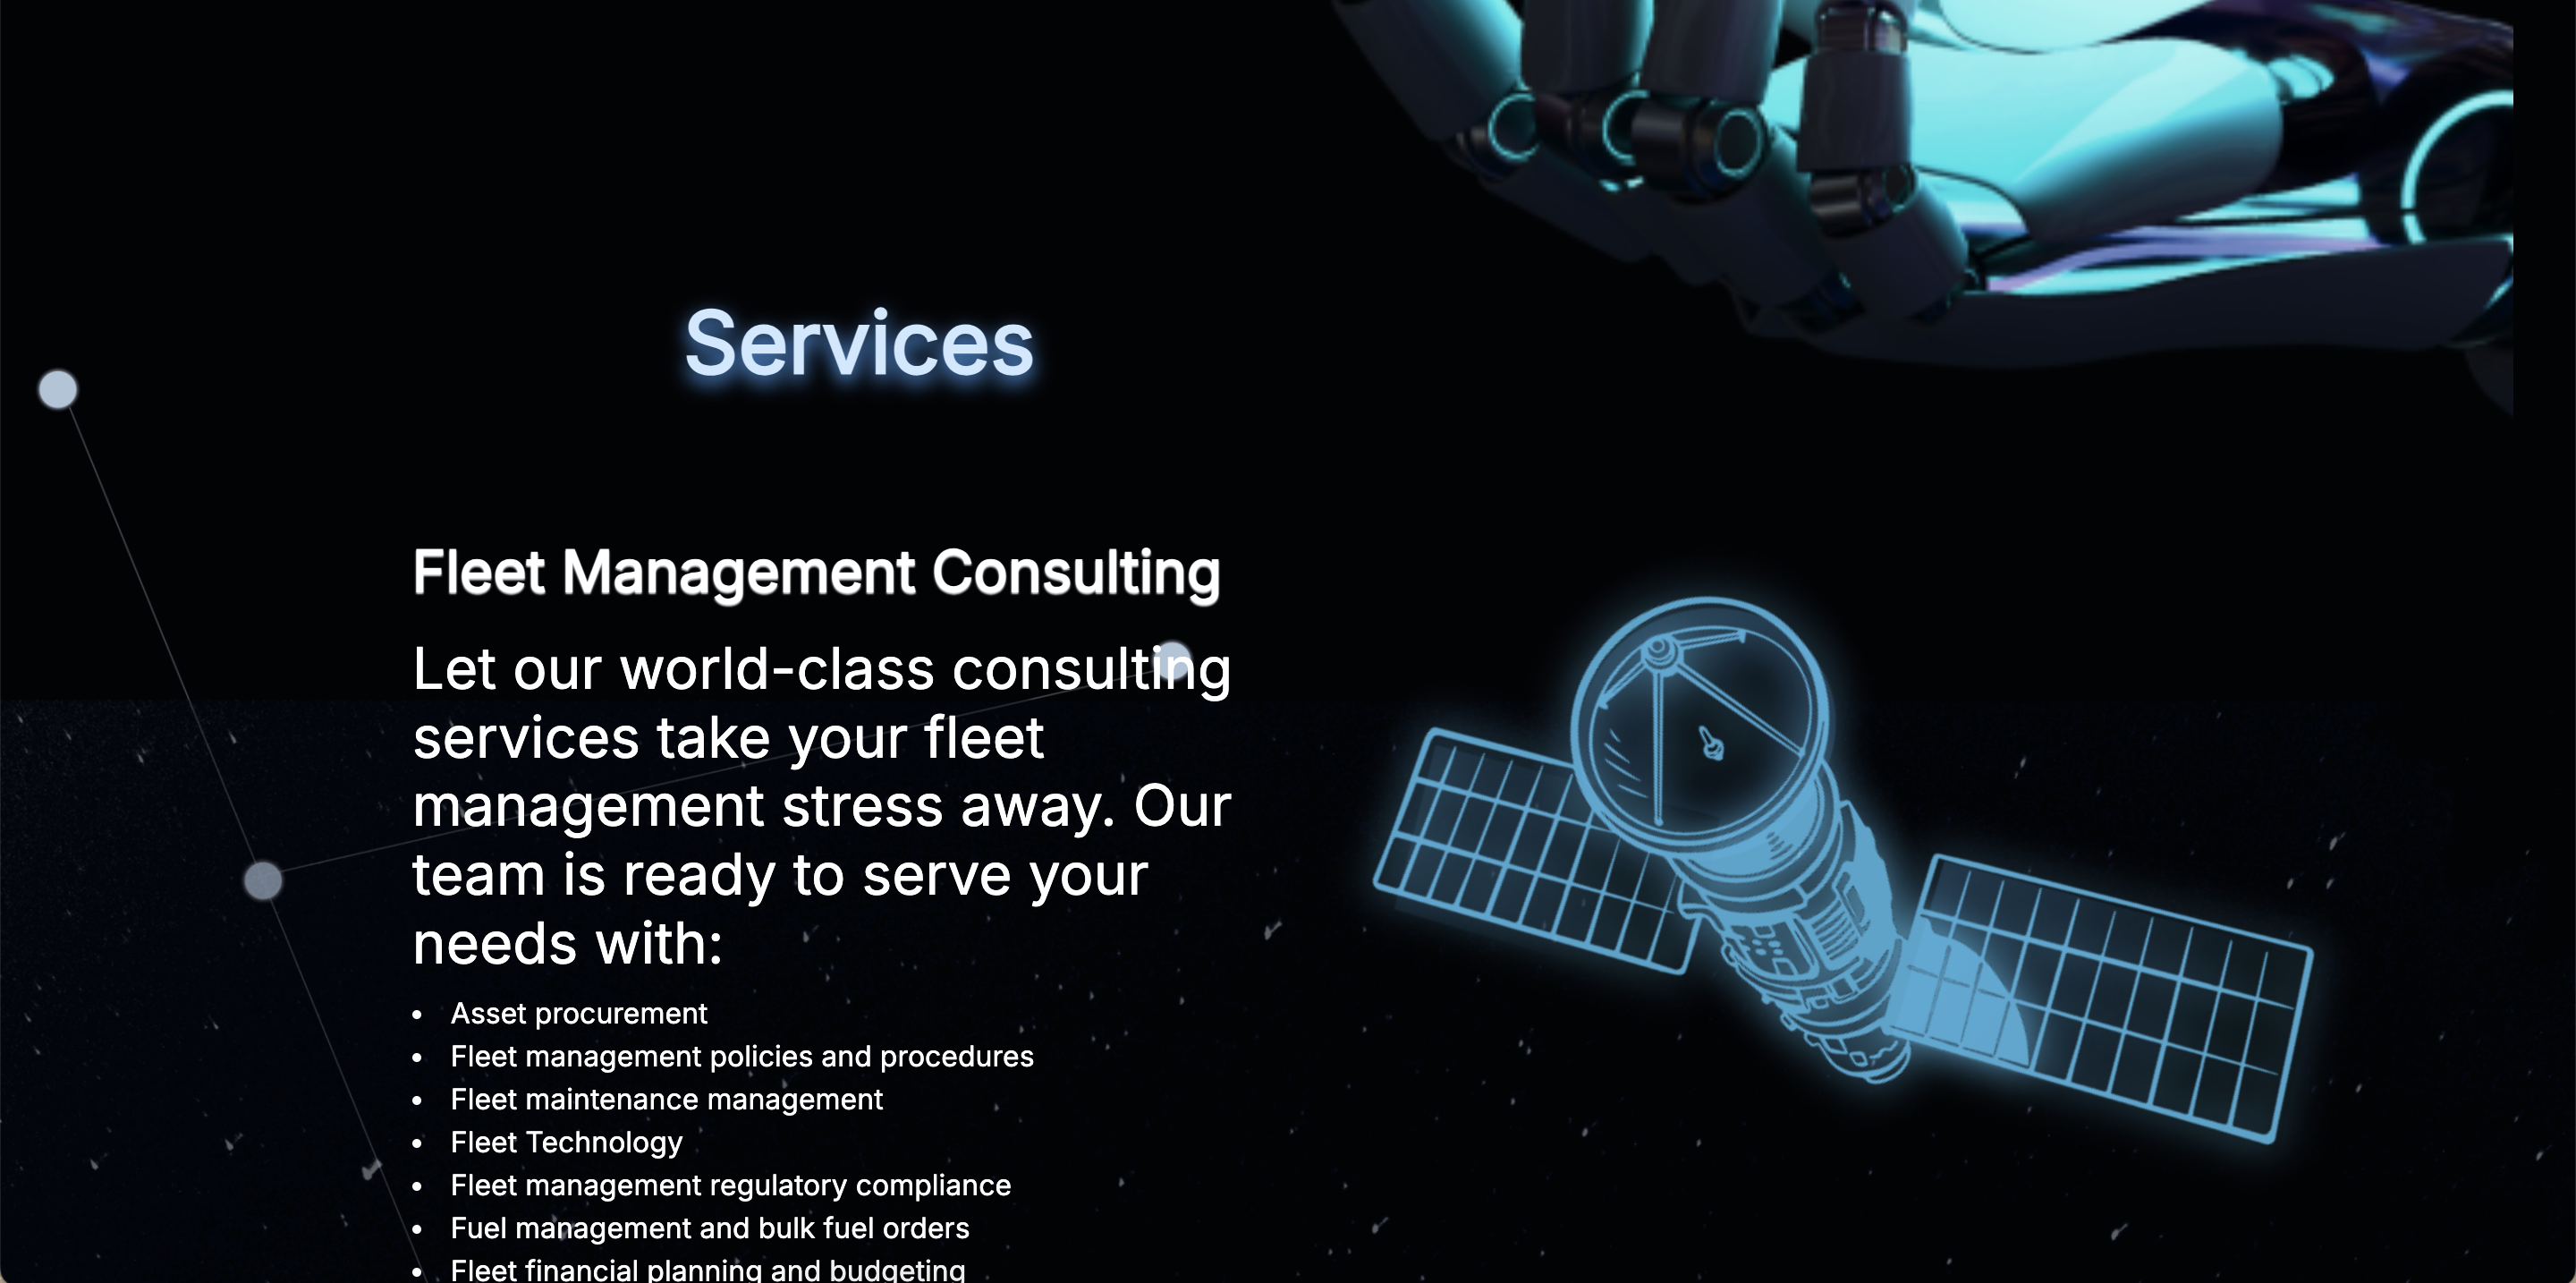 Services
Fleet Management Consulting
Let our world-class consulting
services take your fleet
management stress away. Our
team is ready to serve your
needs with:
• Asset procurement
• Fleet management policies and procedures
• Fleet maintenance management
• Fleet Technology
• Fleet management regulatory compliance
• Fuel management and bulk fuel orders
• Fleet financial planning and budgeting